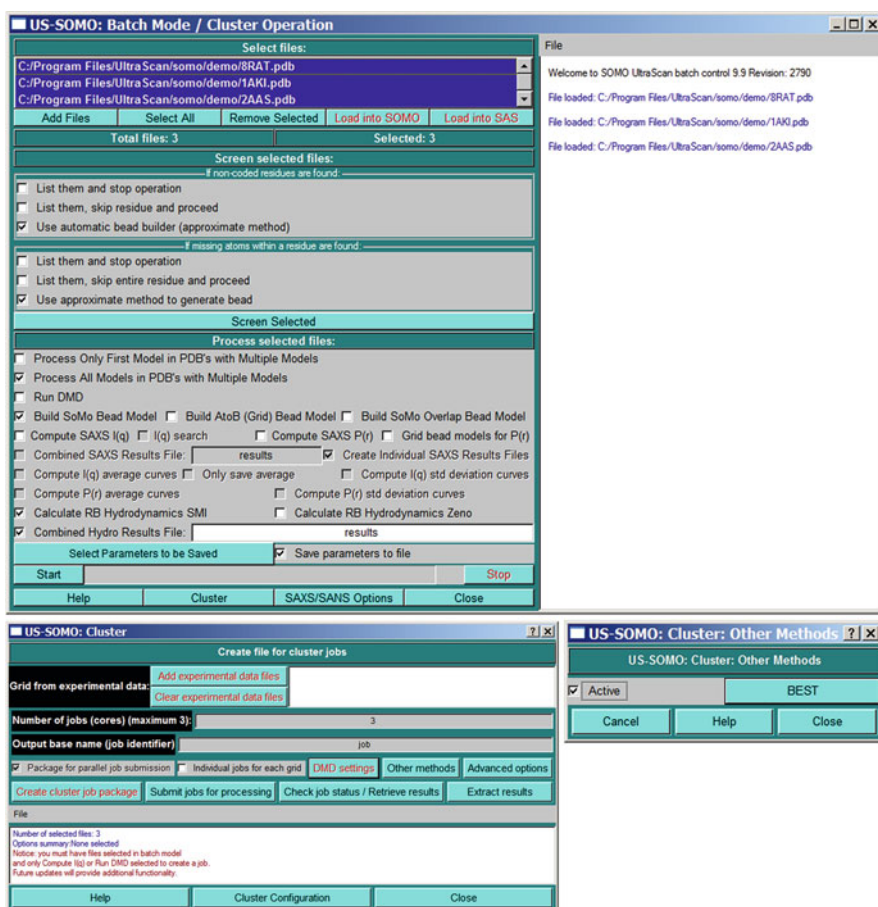 US-SOMO: Batch Mode / Cluster Operation
Select files:
C:/Program Files/UltraScan/somo/demo/8RAT.pdb
C:/Program Files/UltraScan/somo/demo/1AKI.pdb
C:/Program Files/UltraScan/somo/demo/2AAS.pdb
Add Files Select All Remove Selected Load into SOMO Load into SAS
Total files: 3 Selected: 3
Screen selected files:
If non-coded residues are found:
List them and stop operation
List them, skip residue and proceed
Use automatic bead builder (approximate method)
If missing atoms within a residue are found:
List them and stop operation
List them, skip entire residue and proceed
Use approximate method to generate bead
Screen Selected
Process selected files:
Process Only First Model in PDB's with Multiple Models
Process All Models in PDB's with Multiple Models
Run DMD
Build SoMo Bead Model Build AtoB (Grid) Bead Model Build SoMo Overlap Bead Model
Compute SAXS I(q) I(q) search Compute SAXS P(r) Grid bead models for P(r)
Combined SAXS Results File: results Create Individual SAXS Results Files
Compute I(q) average curves Only save average Compute I(q) std deviation curves
Compute P(r) average curves Compute P(r) std deviation curves
Calculate RB Hydrodynamics SMI Calculate RB Hydrodynamics Zeno
Combined Hydro Results File: results
Select Parameters to be Saved Save parameters to file
Start Stop
Help Cluster SAXS/SANS Options Close
File
Welcome to SOMO UltraScan batch control 9.9 Revision: 2790
File loaded: C:/Program Files/UltraScan/somo/demo/8RAT.pdb
File loaded: C:/Program Files/UltraScan/somo/demo/1AKI.pdb
File loaded: C:/Program Files/UltraScan/somo/demo/2AAS.pdb
US-SOMO: Cluster
Create file for cluster jobs
Grid from experimental data: Add experimental data files
Clear experimental data files
Number of jobs (cores) (maximum 3): 3
Output base name (job identifier) job
Package for parallel job submission Individual jobs for each grid DMD settings Other methods Advanced options
Create cluster job package Submit jobs for processing Check job status / Retrieve results Extract results
File
Number of selected files: 3
Options summary:None selected
Notice: you must have files selected in batch model
and only Compute I(q) or Run DMD selected to create a job.
Future updates will provide additional functionality.
Help Cluster Configuration Close
US-SOMO: Cluster: Other Methods
US-SOMO: Cluster: Other Methods
Active BEST
Cancel Help Close